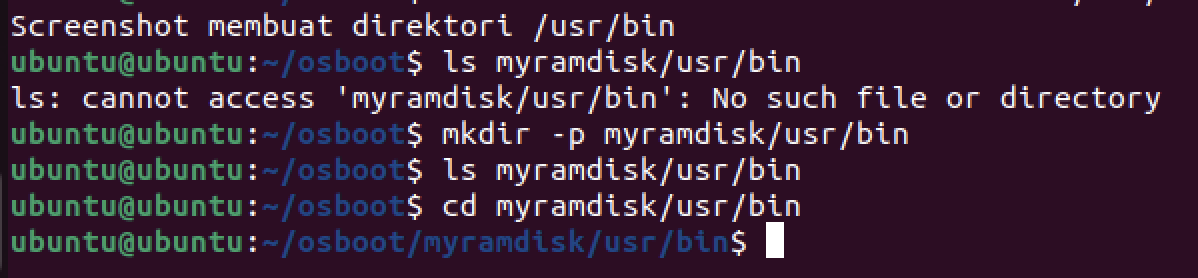 Screenshot membuat direktori /usr/bin
ubuntu@ubuntu:~/osboot$ ls myramdisk/usr/bin
ls: cannot access 'myramdisk/usr/bin': No such file or directory
ubuntu@ubuntu:~/osboot$ mkdir -p myramdisk/usr/bin
ubuntu@ubuntu:~/osboot$ ls myramdisk/usr/bin
ubuntu@ubuntu:~/osboot$ cd myramdisk/usr/bin
ubuntu@ubuntu:~/osboot/myramdisk/usr/bin$